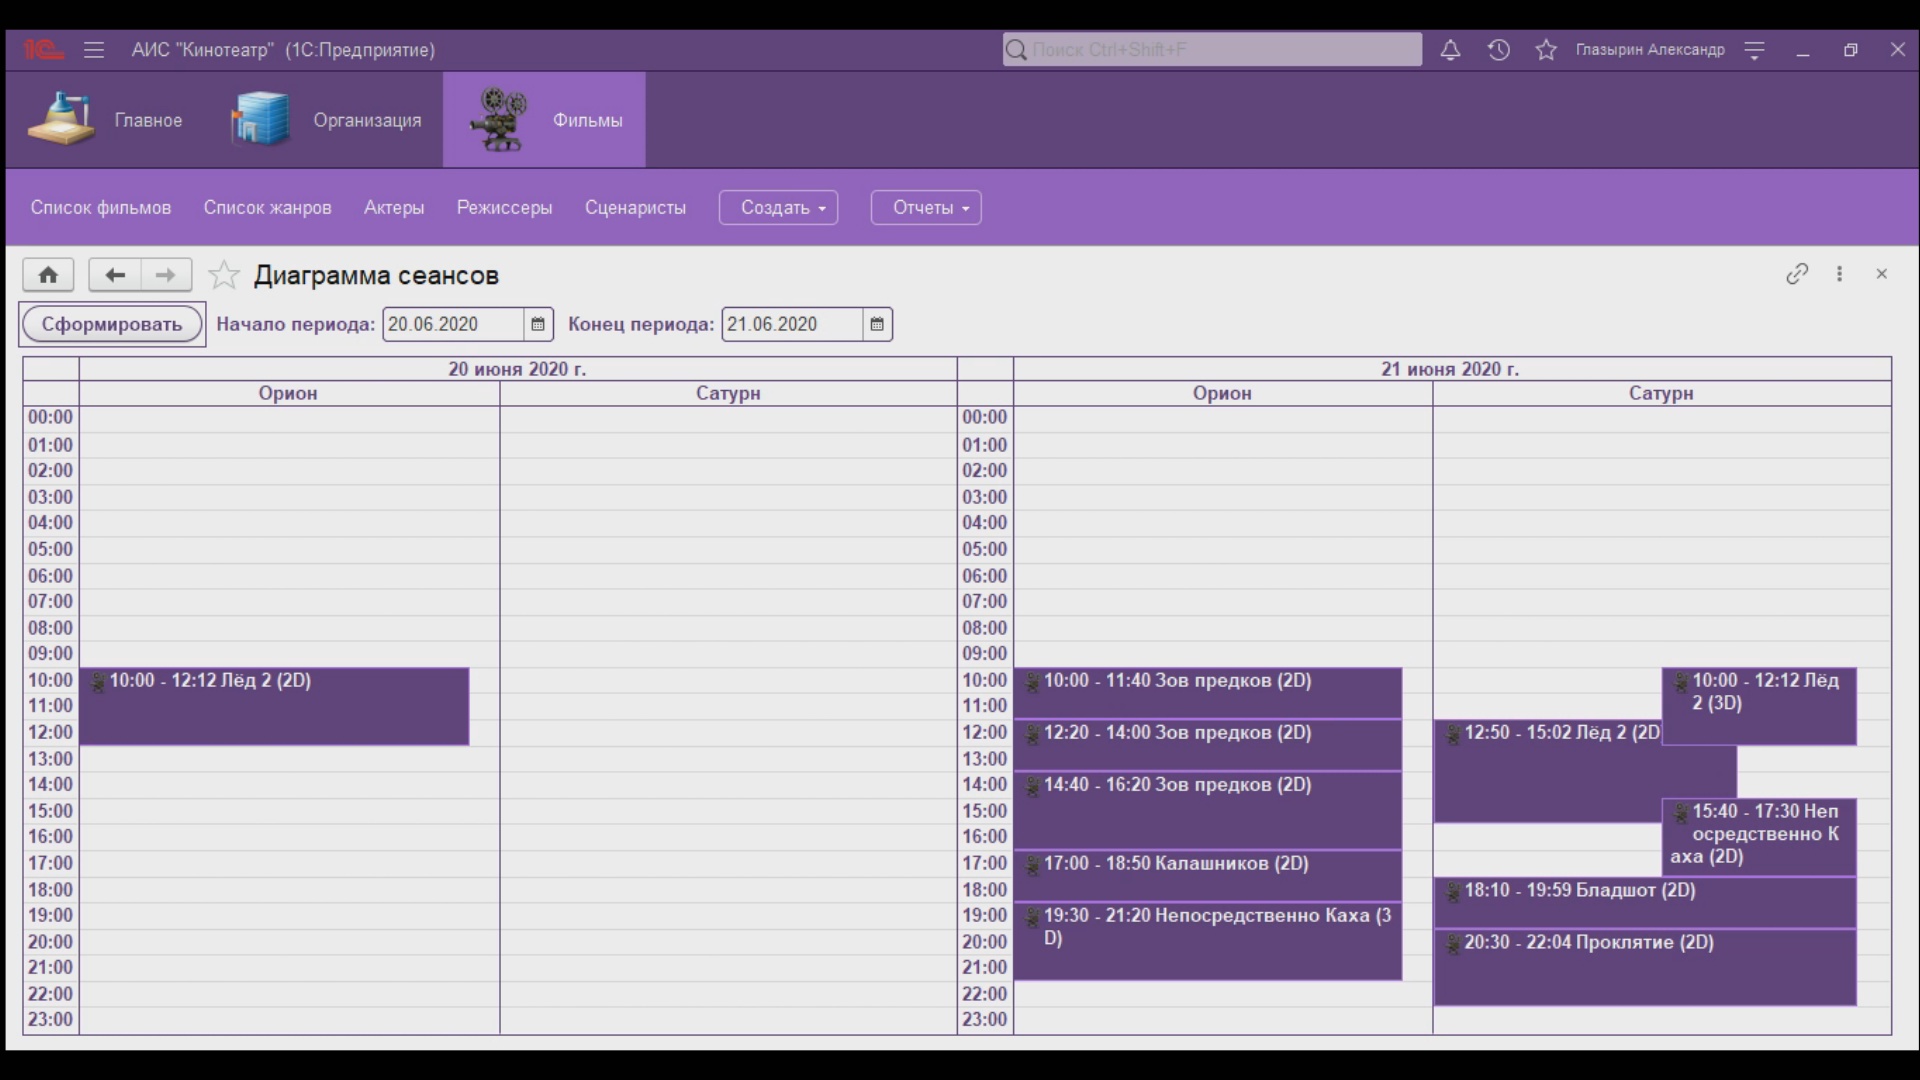 1С
АИС "Кинотеатр" (1С:Предприятие)
Поиск Ctrl+Shift+F
Глазырин Александр
Главное
Организация
Фильмы
Список фильмов
Список жанров
Актеры
Режиссеры
Сценаристы
Создать
Отчеты
Диаграмма сеансов
Сформировать
Начало периода: 20.06.2020
Конец периода: 21.06.2020
20 июня 2020 г.
Орион
Сатурн
00:00
01:00
02:00
03:00
04:00
05:00
06:00
07:00
08:00
09:00
10:00
11:00
12:00
13:00
14:00
15:00
16:00
17:00
18:00
19:00
20:00
21:00
22:00
23:00
10:00 - 12:12 Лёд 2 (2D)
21 июня 2020 г.
Орион
Сатурн
00:00
01:00
02:00
03:00
04:00
05:00
06:00
07:00
08:00
09:00
10:00
11:00
12:00
13:00
14:00
15:00
16:00
17:00
18:00
19:00
20:00
21:00
22:00
23:00
10:00 - 11:40 Зов предков (2D)
12:20 - 14:00 Зов предков (2D)
14:40 - 16:20 Зов предков (2D)
17:00 - 18:50 Калашников (2D)
19:30 - 21:20 Непосредственно Каха (3
D)
10:00 - 12:12 Лёд
2 (3D)
12:50 - 15:02 Лёд 2 (2D
15:40 - 17:30 Неп
осредственно К
аха (2D)
18:10 - 19:59 Бладшот (2D)
20:30 - 22:04 Проклятие (2D)